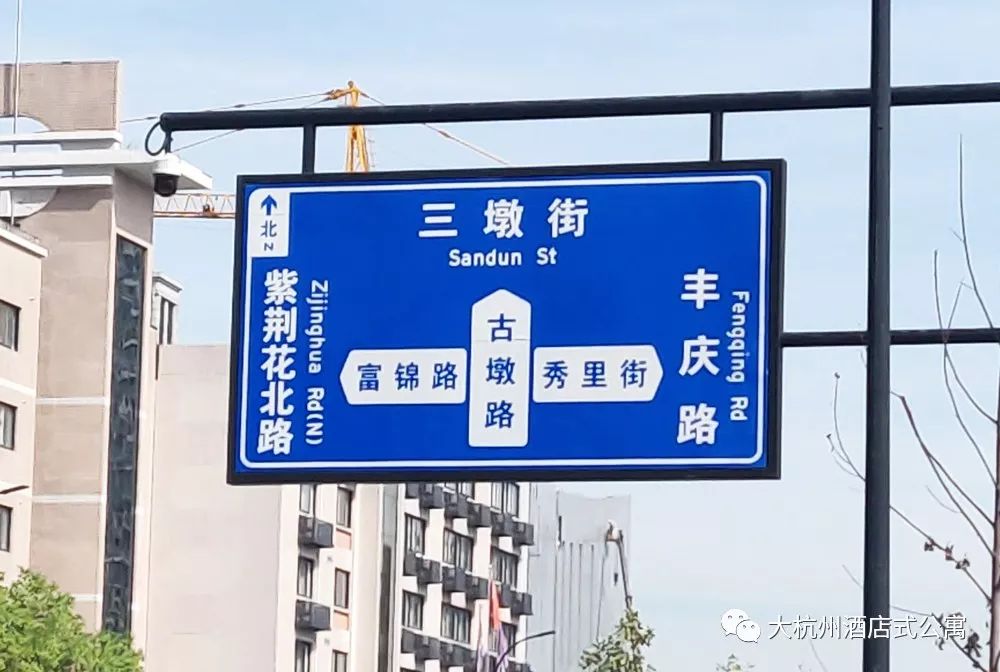 北
N
三墩街
Sandun St
紫荆花北路
Zijinghua Rd(N)
富锦路
古墩路
秀里街
丰庆路
Fengqing Rd
大杭州酒店式公寓